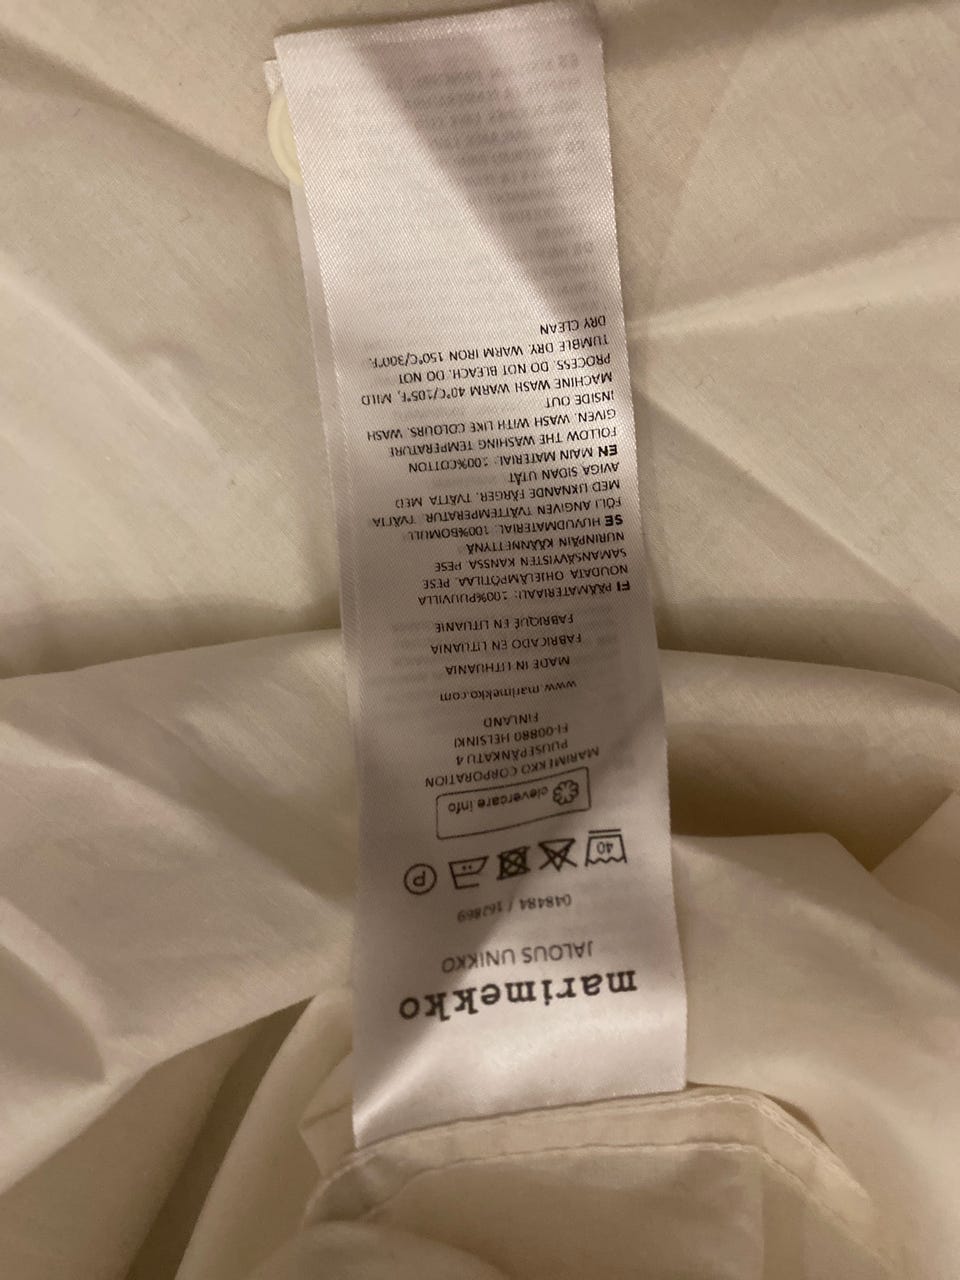 marimekko
JALOUS UNIKKO
048484 /
40
P
clevercare.info
MARIMEKKO CORPORATION
PUUSEPÄNKATU 4
FI-00880 HELSINKI
FINLAND
www.marimekko.com
MADE IN LITHUANIA
FABRICADO EN LITUANIA
FABRIQUÉ EN LITUANIE
FI PÄÄMATERIAALI: 100%PUUVILLA
NOUDATA OHJELÄMPÖTILAA. PESE
SAMANSÄVYISTEN KANSSA. PESE
NURINPÄIN KÄÄNNETTYNÄ
SE HUVUDMATERIAL: 100%BOMULL
FÖLJ ANGIVEN TVÄTTEMPERATUR. TVÄTTA
MED LIKNANDE FÄRGER. TVÄTTA MED
AVIGA SIDAN UTÅT
EN MAIN MATERIAL: 100%COTTON
FOLLOW THE WASHING TEMPERATURE
GIVEN. WASH WITH LIKE COLOURS. WASH
INSIDE OUT
MACHINE WASH WARM 40°C/105°F, MILD
PROCESS. DO NOT BLEACH. DO NOT
TUMBLE DRY. WARM IRON 150°C/300°F.
DRY CLEAN